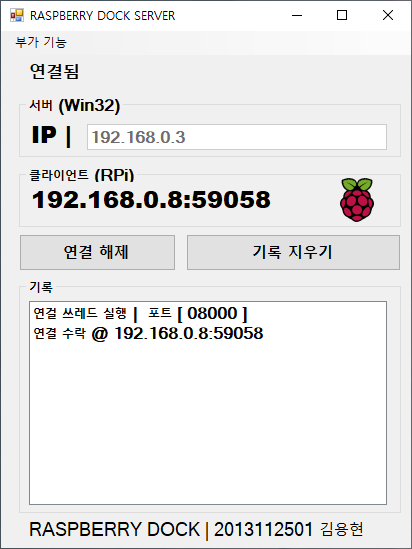 RASPBERRY DOCK SERVER
부가 기능
연결됨
서버 (Win32)
IP | 192.168.0.3
클라이언트 (RPi)
192.168.0.8:59058
연결 해제 기록 지우기
기록
연결 쓰레드 실행 | 포트 [ 08000 ]
연결 수락 @ 192.168.0.8:59058
RASPBERRY DOCK | 2013112501 김용현